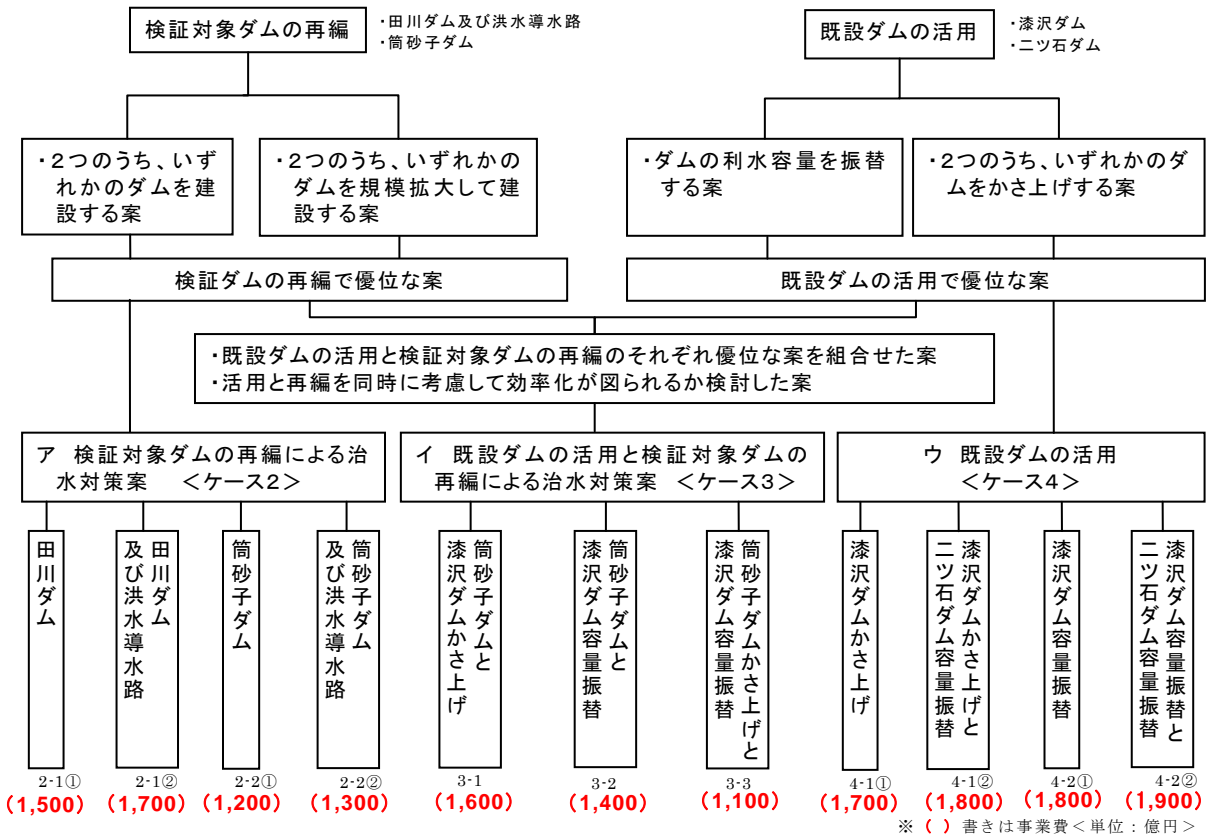 検証対象ダムの再編
・田川ダム及び洪水導水路
・筒砂子ダム
既設ダムの活用
・漆沢ダム
・二ツ石ダム
・2つのうち、いず
れかのダムを建
設する案
・2つのうち、いずれかの
ダムを規模拡大して建
設する案
・ダムの利水容量を振替
する案
・2つのうち、いずれかのダ
ムをかさ上げする案
検証ダムの再編で優位な案
既設ダムの活用で優位な案
・既設ダムの活用と検証対象ダムの再編のそれぞれ優位な案を組合せた案
・活用と再編を同時に考慮して効率化が図られるか検討した案
ア 検証対象ダムの再編による治
水対策案 <ケース2>
イ 既設ダムの活用と検証対象ダムの
再編による治水対策案 <ケース3>
ウ 既設ダムの活用
<ケース4>
田川ダム
2-1①
(1,500)
田川ダム
及び洪水導水路
2-1②
(1,700)
筒砂子ダム
2-2①
(1,200)
筒砂子ダム
及び洪水導水路
2-2②
(1,300)
筒砂子ダムと
漆沢ダムかさ上げ
3-1
(1,600)
筒砂子ダムと
漆沢ダム容量振替
3-2
(1,400)
筒砂子ダムかさ上げと
漆沢ダム容量振替
3-3
(1,100)
漆沢ダムかさ上げ
4-1①
(1,700)
漆沢ダムかさ上げと
二ツ石ダム容量振替
4-1②
(1,800)
漆沢ダム容量振替
4-2①
(1,800)
漆沢ダム容量振替と
二ツ石ダム容量振替
4-2②
(1,900)
※( )書きは事業費<単位:億円>